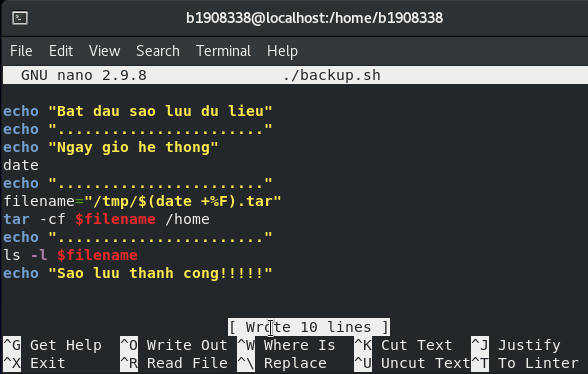 b1908338@localhost:/home/b1908338
File Edit View Search Terminal Help
GNU nano 2.9.8 ./backup.sh
echo "Bat dau sao luu du lieu"
echo "......................."
echo "Ngay gio he thong"
date
echo "......................."
filename="/tmp/$(date +%F).tar"
tar -cf $filename /home
echo "......................."
ls -l $filename
echo "Sao luu thanh cong!!!!!"
[ Wrote 10 lines ]
^G Get Help ^O Write Out ^W Where Is ^K Cut Text ^J Justify
^X Exit ^R Read File ^\ Replace ^U Uncut Text ^T To Linter